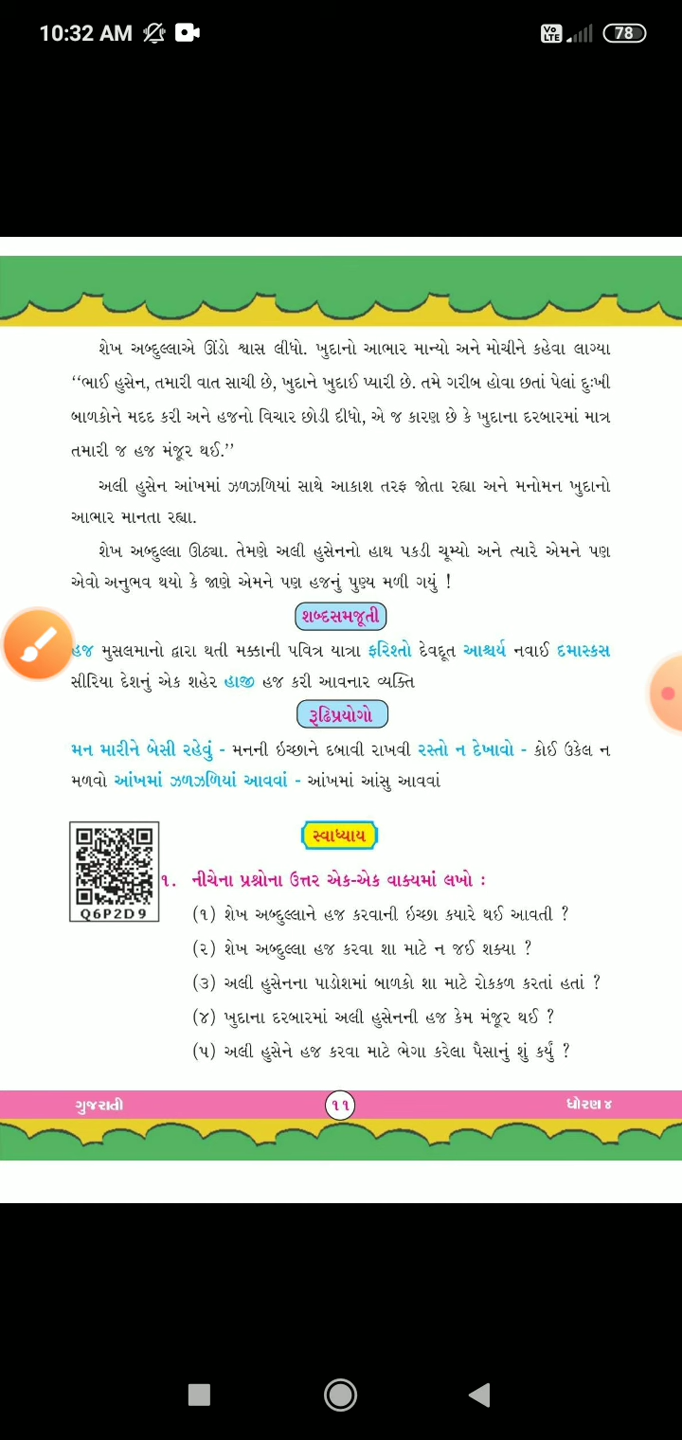 10:32 AM
Vo LTE 78
શેખ અબ્દુલ્લાએ ઊંડો શ્વાસ લીધો. ખુદાનો આભાર માન્યો અને મોચીને કહેવા લાગ્યા
‘‘ભાઈ હુસેન, તમારી વાત સાચી છે, ખુદાને ખુદાઈ પ્યારી છે. તમે ગરીબ હોવા છતાં પેલાં દુઃખી
બાળકોને મદદ કરી અને હજનો વિચાર છોડી દીધો, એ જ કારણ છે કે ખુદાના દરબારમાં માત્ર
તમારી જ હજ મંજૂર થઈ.’’
અલી હુસેન આંખમાં ઝળઝળિયાં સાથે આકાશ તરફ જોતા રહ્યા અને મનોમન ખુદાનો
આભાર માનતા રહ્યા.
શેખ અબ્દુલ્લા ઊઠ્યા. તેમણે અલી હુસેનનો હાથ પકડી ચૂમ્યો અને ત્યારે એમને પણ
એવો અનુભવ થયો કે જાણે એમને પણ હજનું પુણ્ય મળી ગયું !
શબ્દસમજૂતી
હજ મુસલમાનો દ્વારા થતી મક્કાની પવિત્ર યાત્રા ફરિશ્તો દેવદૂત આશ્ચર્ય નવાઈ દમાસ્કસ
સીરિયા દેશનું એક શહેર હાજી હજ કરી આવનાર વ્યક્તિ
રૂઢિપ્રયોગો
મન મારીને બેસી રહેવું - મનની ઇચ્છાને દબાવી રાખવી રસ્તો ન દેખાવો - કોઈ ઉકેલ ન
મળવો આંખમાં ઝળઝળિયાં આવવાં - આંખમાં આંસુ આવવાં
સ્વાધ્યાય
Q6P2D9
૧. નીચેના પ્રશ્નોના ઉત્તર એક-એક વાક્યમાં લખો :
(૧) શેખ અબ્દુલ્લાને હજ કરવાની ઇચ્છા કયારે થઈ આવતી ?
(૨) શેખ અબ્દુલ્લા હજ કરવા શા માટે ન જઈ શક્યા ?
(૩) અલી હુસેનના પાડોશમાં બાળકો શા માટે રોકકળ કરતાં હતાં ?
(૪) ખુદાના દરબારમાં અલી હુસેનની હજ કેમ મંજૂર થઈ ?
(૫) અલી હુસેને હજ કરવા માટે ભેગા કરેલા પૈસાનું શું કર્યું ?
ગુજરાતી ૧૧ ધોરણ ૪